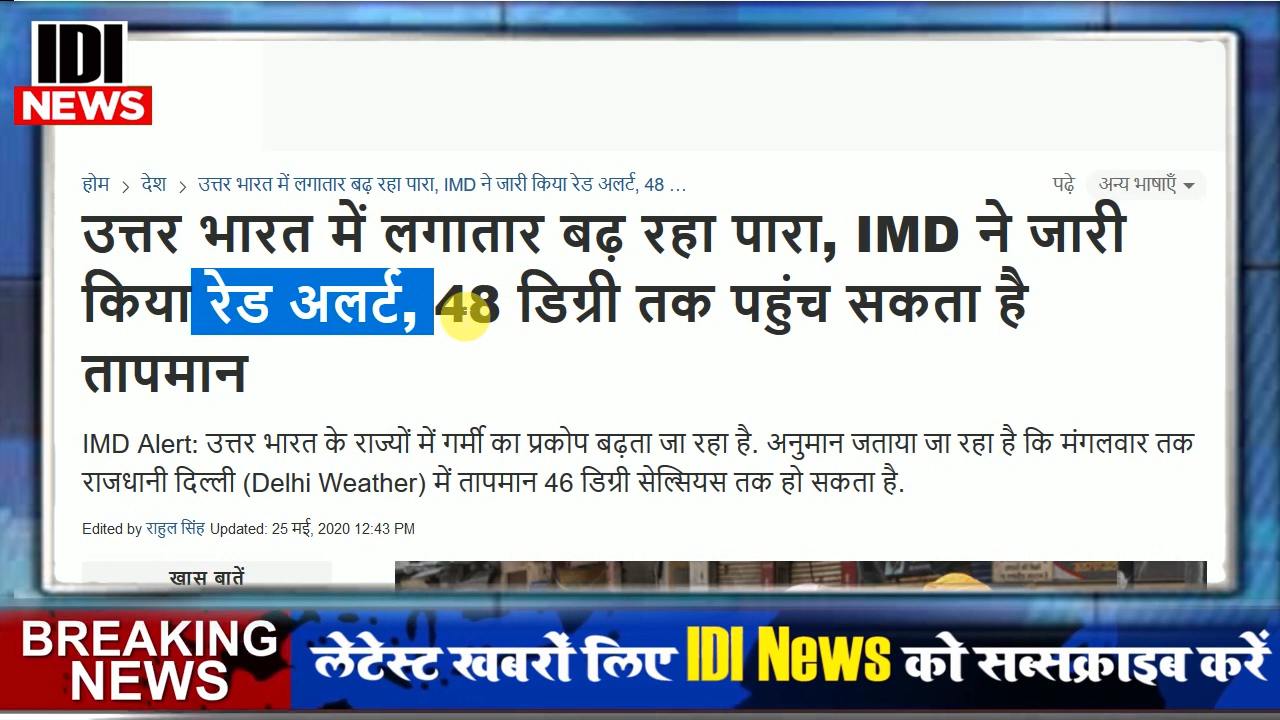 IDI
NEWS
होम > देश > उत्तर भारत में लगातार बढ़ रहा पारा, IMD ने जारी किया रेड अलर्ट, 48 ...
पढ़े अन्य भाषाएँ
उत्तर भारत में लगातार बढ़ रहा पारा, IMD ने जारी
किया रेड अलर्ट, 48 डिग्री तक पहुंच सकता है
तापमान
IMD Alert: उत्तर भारत के राज्यों में गर्मी का प्रकोप बढ़ता जा रहा है. अनुमान जताया जा रहा है कि मंगलवार तक
राजधानी दिल्ली (Delhi Weather) में तापमान 46 डिग्री सेल्सियस तक हो सकता है.
Edited by राहुल सिंह Updated: 25 मई, 2020 12:43 PM
खास बातें
BREAKING
NEWS
लेटेस्ट खबरों लिए IDI News को सब्सक्राइब करें